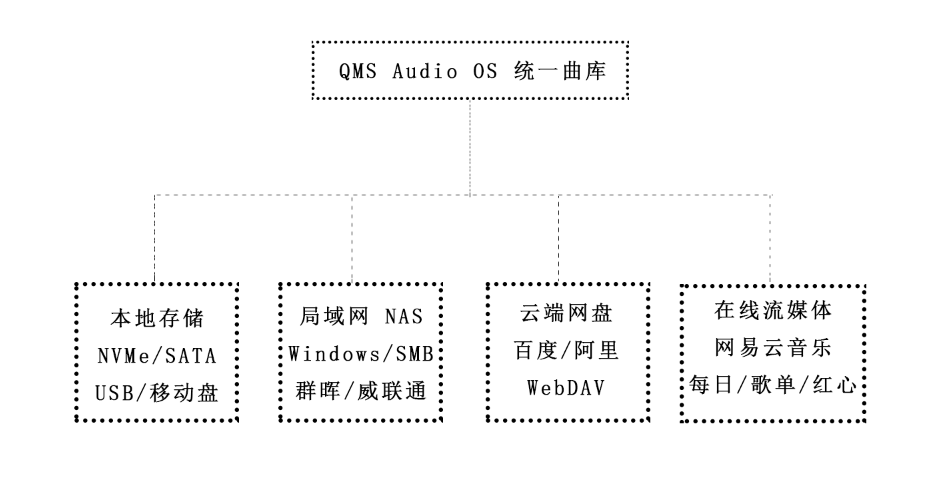 QMS Audio OS 统一曲库
本地存储
NVMe/SATA
USB/移动盘
局域网 NAS
Windows/SMB
群晖/威联通
云端网盘
百度/阿里
WebDAV
在线流媒体
网易云音乐
每日/歌单/红心